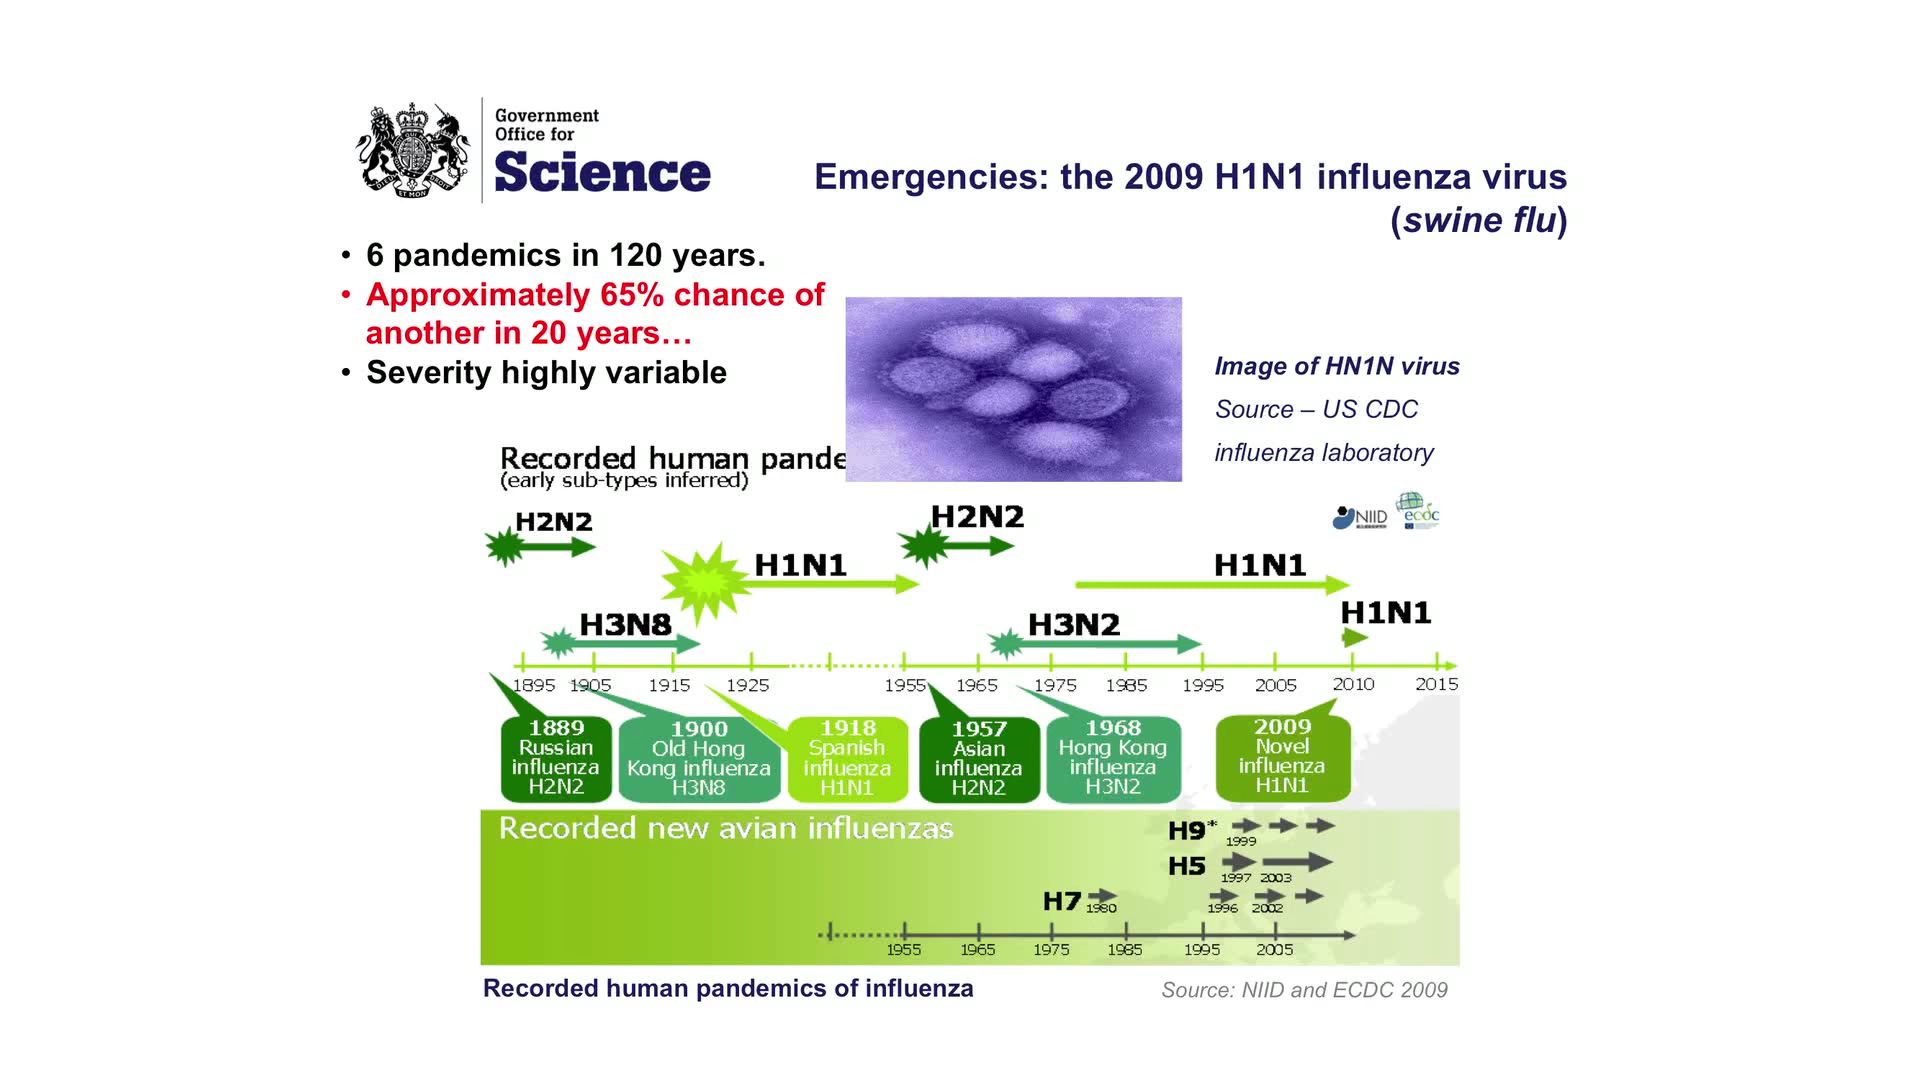 Government
Office for
Science
Emergencies: the 2009 H1N1 influenza virus
(swine flu)
• 6 pandemics in 120 years.
• Approximately 65% chance of
another in 20 years…
• Severity highly variable
Image of HN1N virus
Source – US CDC
influenza laboratory
Recorded human pande
(early sub-types inferred)
NIID
ecdc
H2N2
H2N2
H1N1
H1N1
H1N1
H3N8
H3N2
1895 1905 1915 1925 1955 1965 1975 1985 1995 2005 2010 2015
1889
Russian
influenza
H2N2
1900
Old Hong
Kong influenza
H3N8
1918
Spanish
influenza
H1N1
1957
Asian
influenza
H2N2
1968
Hong Kong
influenza
H3N2
2009
Novel
influenza
H1N1
Recorded new avian influenzas
H9*
1999
H5
1997 2003
H7
1980 1996 2002
1955 1965 1975 1985 1995 2005
Recorded human pandemics of influenza
Source: NIID and ECDC 2009